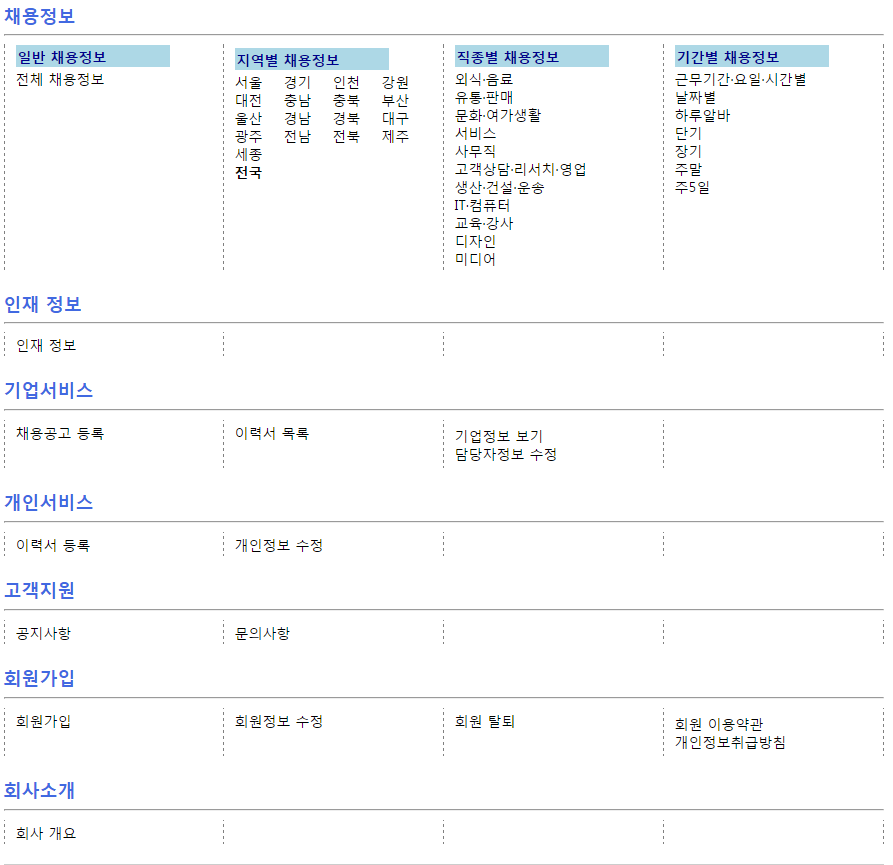 채용정보
일반 채용정보
전체 채용정보
지역별 채용정보
서울 경기 인천 강원
대전 충남 충북 부산
울산 경남 경북 대구
광주 전남 전북 제주
세종
전국
직종별 채용정보
외식·음료
유통·판매
문화·여가생활
서비스
사무직
고객상담·리서치·영업
생산·건설·운송
IT·컴퓨터
교육·강사
디자인
미디어
기간별 채용정보
근무기간·요일·시간별
날짜별
하루알바
단기
장기
주말
주5일
인재 정보
인재 정보
기업서비스
채용공고 등록
이력서 목록
기업정보 보기
담당자정보 수정
개인서비스
이력서 등록
개인정보 수정
고객지원
공지사항
문의사항
회원가입
회원가입
회원정보 수정
회원 탈퇴
회원 이용약관
개인정보취급방침
회사소개
회사 개요